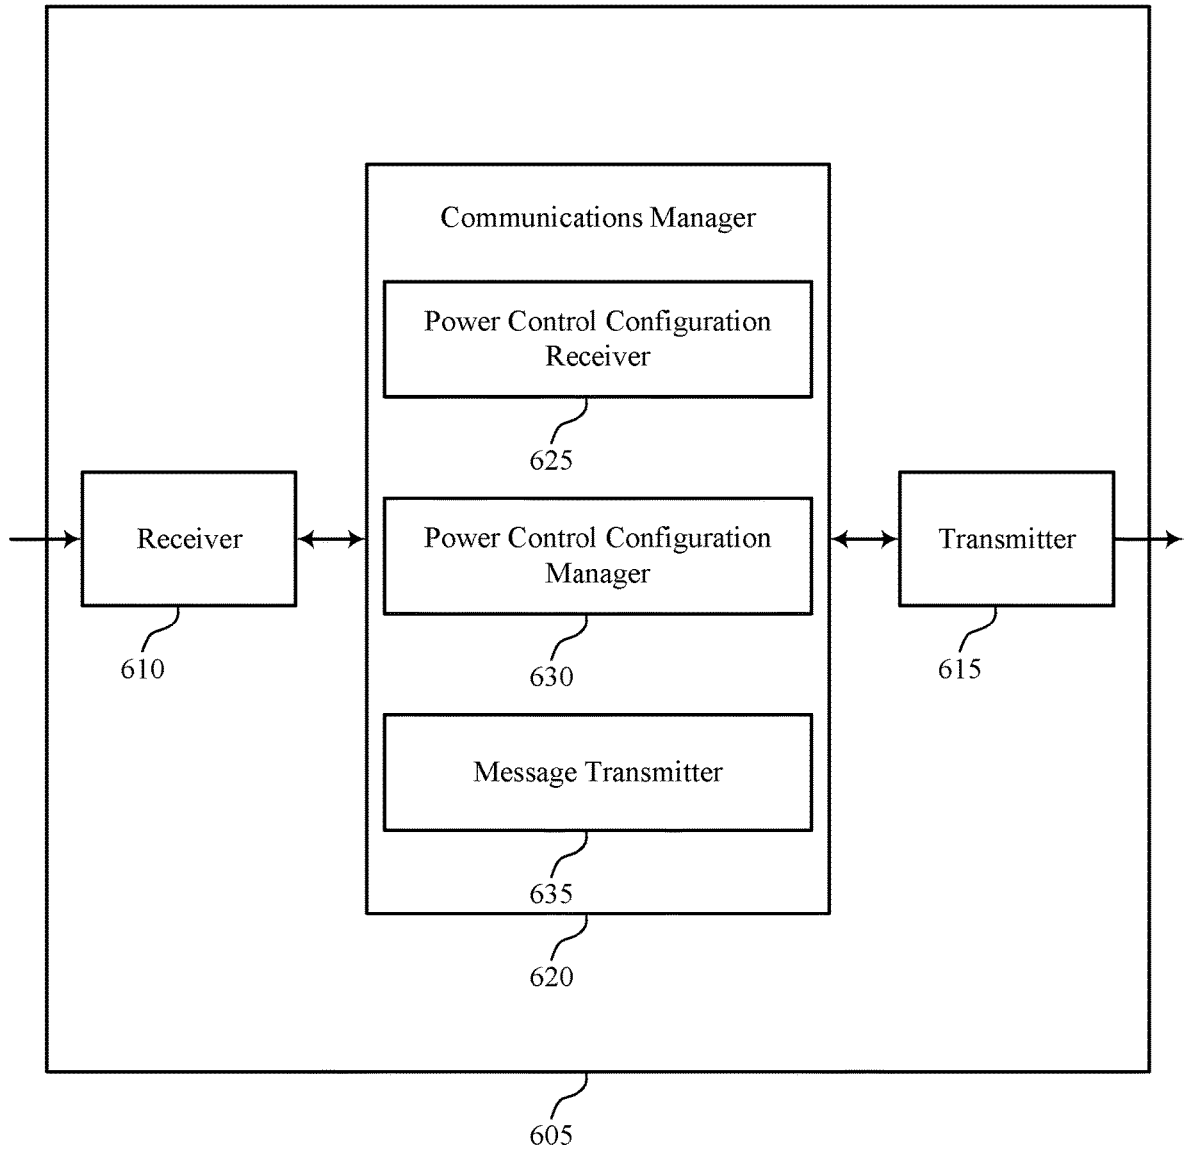 Communications Manager
Power Control Configuration
Receiver
625
Receiver
610
Power Control Configuration
Manager
630
Transmitter
615
Message Transmitter
635
620
605